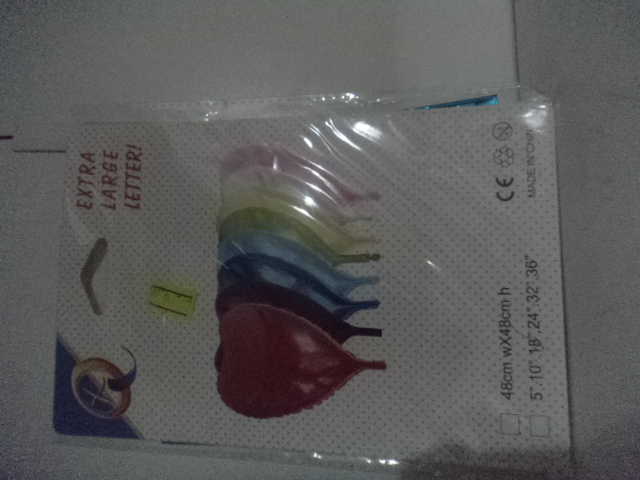 EXTRA
LARGE
LETTER!
CE
MADE IN CHINA
48cm wX48cm h
5" 10" 18".24".32".36"